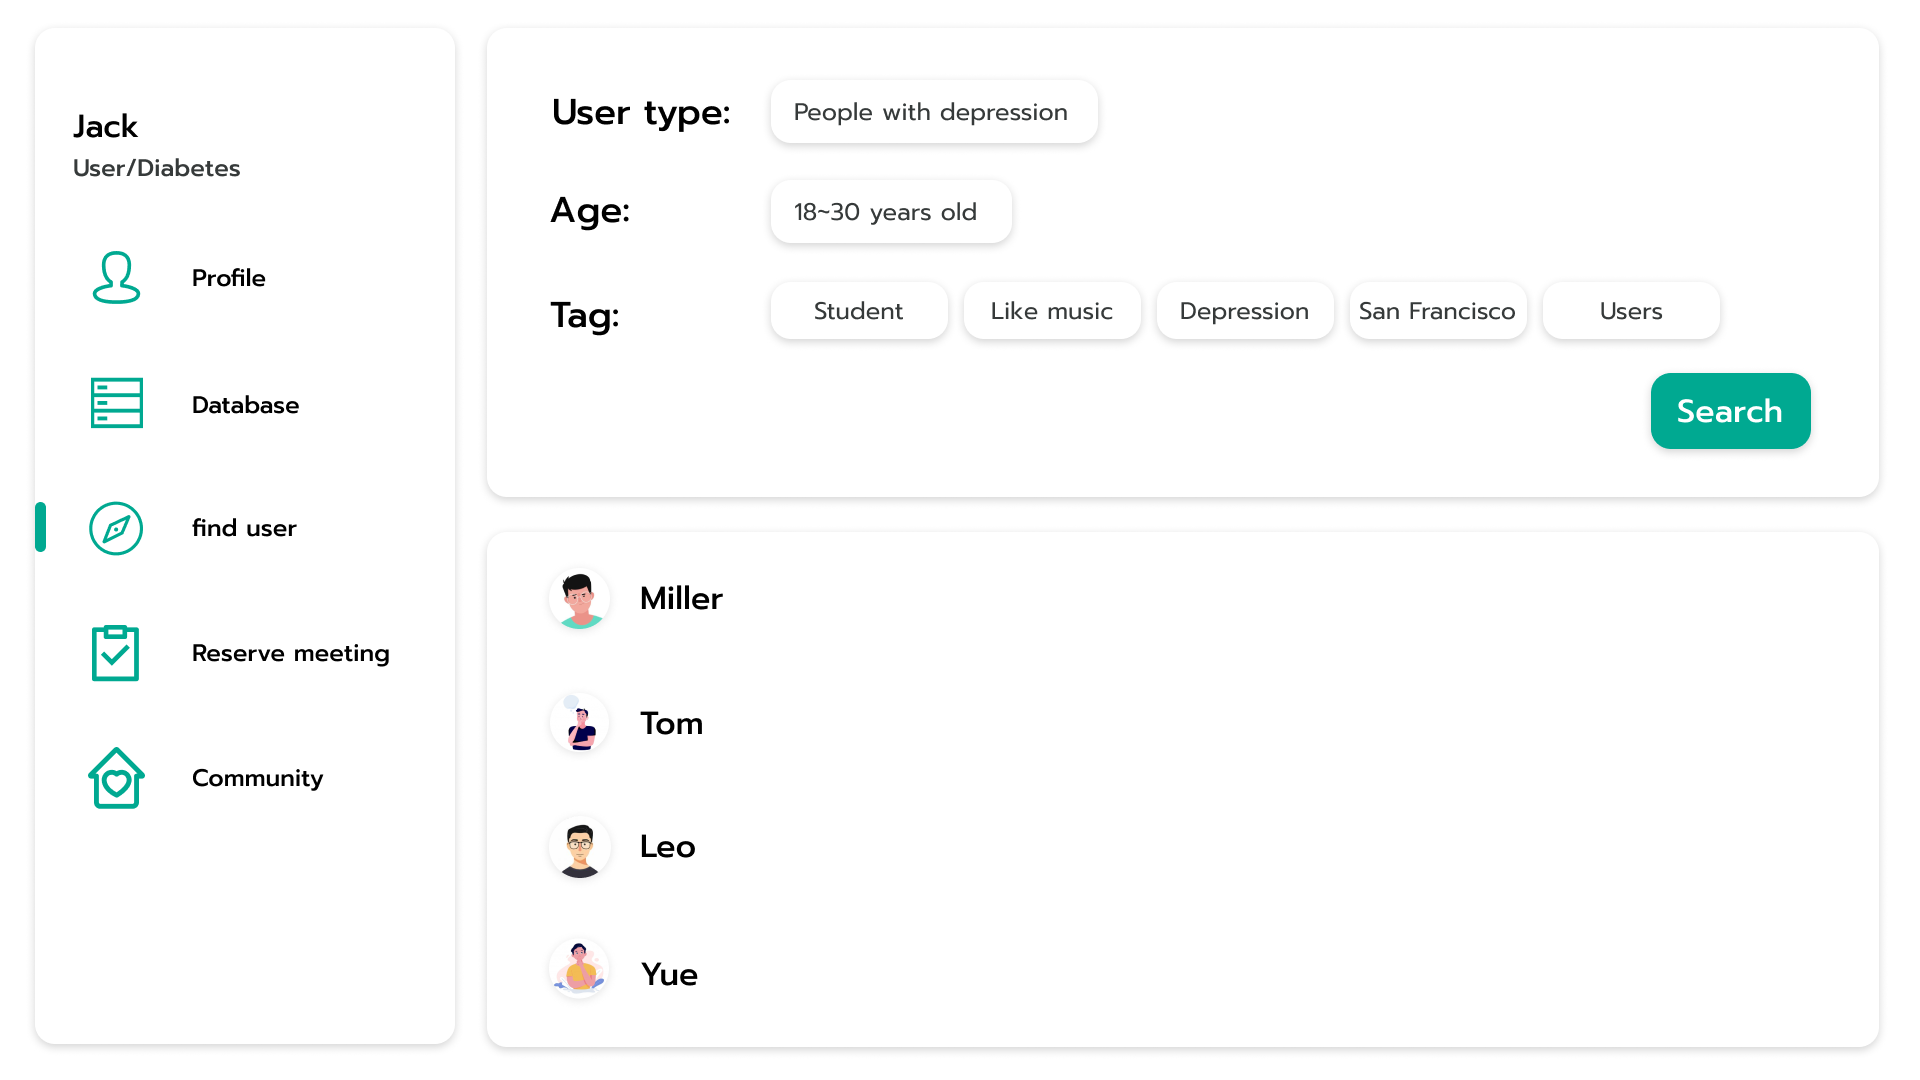 Jack
User/Diabetes
Profile
Database
find user
Reserve meeting
Community
User type: People with depression
Age: 18~30 years old
Tag: Student Like music Depression San Francisco Users
Search
Miller
Tom
Leo
Yue